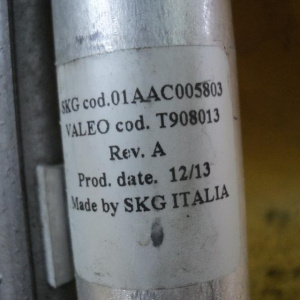 SKG cod.01AAC005803
VALEO cod. T908013
Rev. A
Prod. date. 12/13
Made by SKG ITALIA